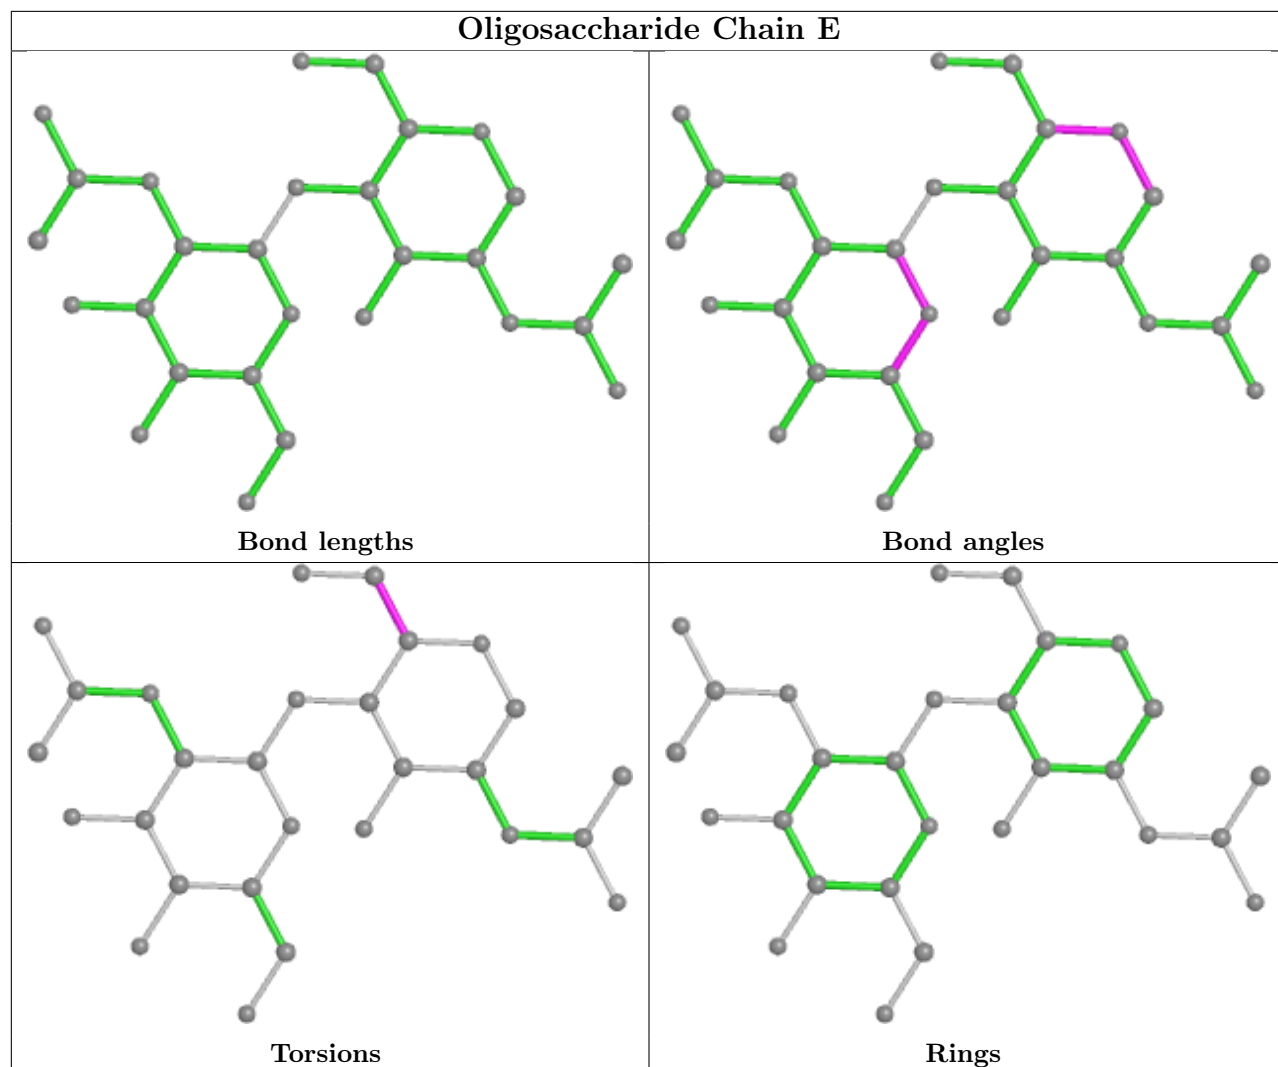 Oligosaccharide Chain E
Bond lengths
Bond angles
Torsions
Rings